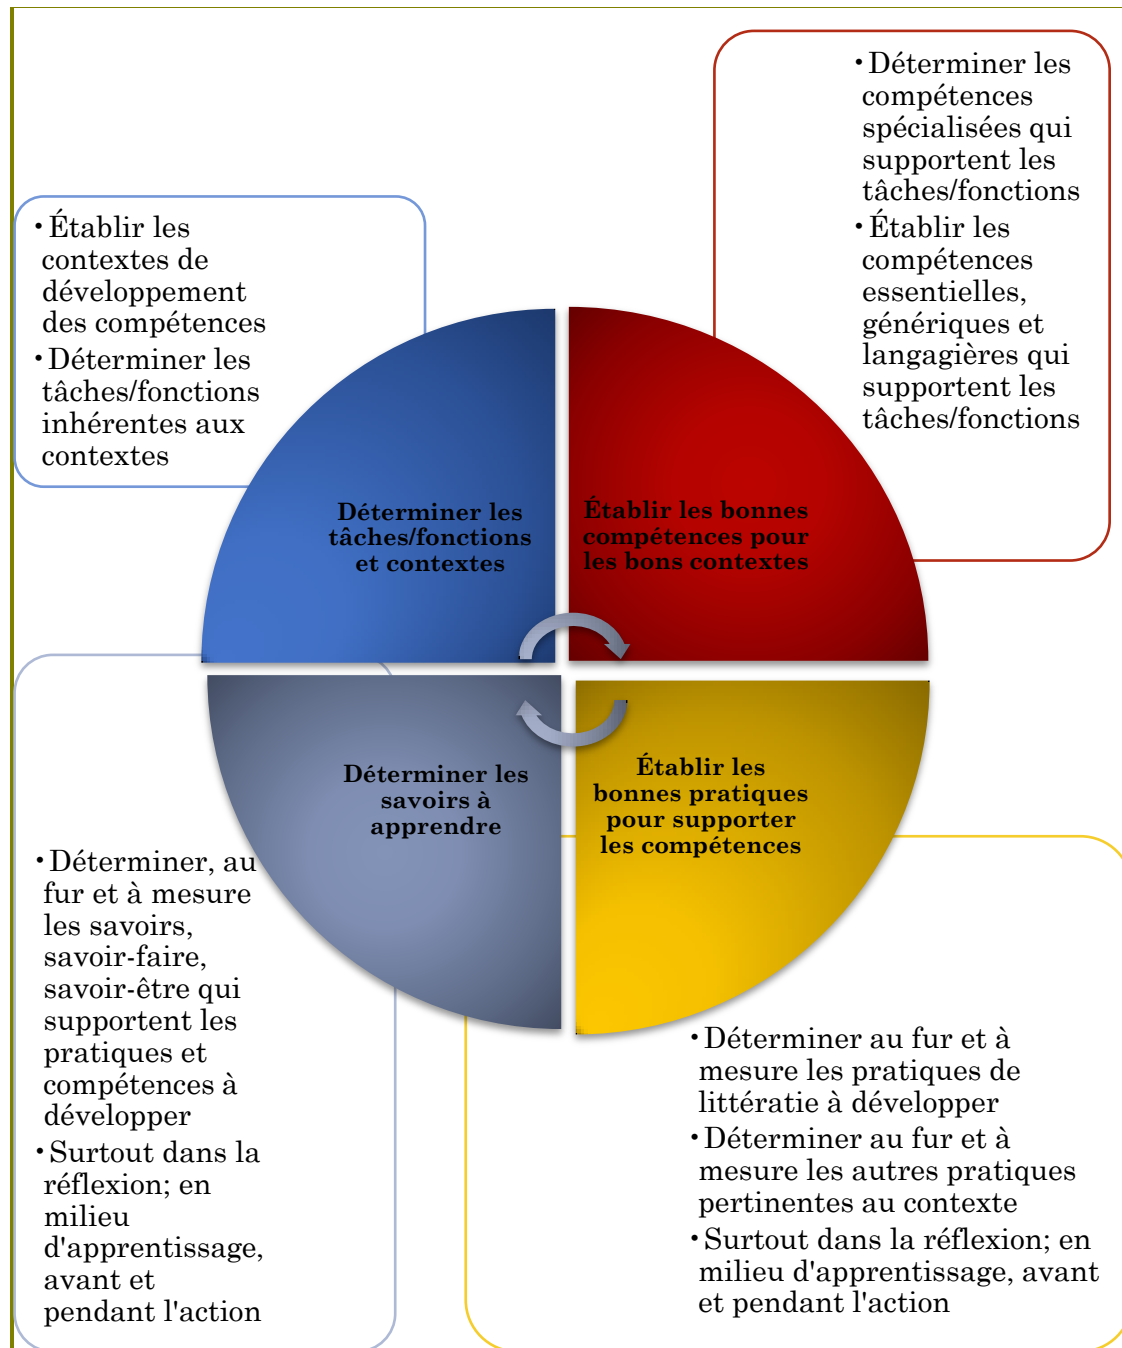 • Établir les
contextes de
développement
des compétences
• Déterminer les
tâches/fonctions
inhérentes aux
contextes
• Déterminer les
compétences
spécialisées qui
supportent les
tâches/fonctions
• Établir les
compétences
essentielles,
génériques et
langagières qui
supportent les
tâches/fonctions
Déterminer les
tâches/fonctions
et contextes
Établir les bonnes
compétences pour
les bons contextes
Déterminer les
savoirs à
apprendre
Établir les
bonnes pratiques
pour supporter
les compétences
• Déterminer, au
fur et à mesure
les savoirs,
savoir-faire,
savoir-être qui
supportent les
pratiques et
compétences à
développer
• Surtout dans la
réflexion; en
milieu
d'apprentissage,
avant et
pendant l'action
• Déterminer au fur et à
mesure les pratiques de
littératie à développer
• Déterminer au fur et à
mesure les autres pratiques
pertinentes au contexte
• Surtout dans la réflexion; en
milieu d'apprentissage, avant
et pendant l'action